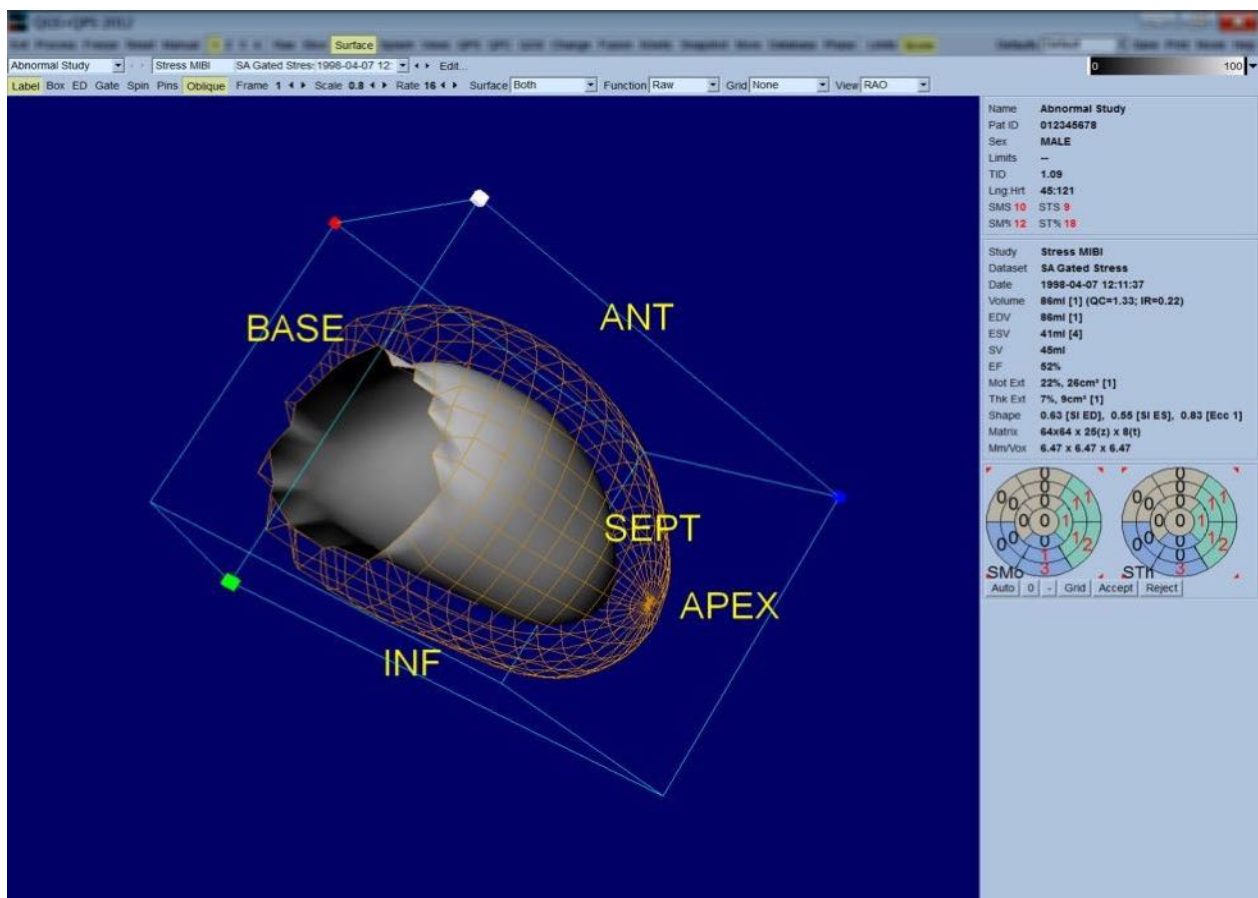 QGS+QPS 2012
Surface
Abnormal Study Stress MIBI SA Gated Stres: 1998-04-07 12: Edit...
0 100
Label Box ED Gate Spin Pins Oblique Frame 1 Scale 0.8 Rate 16 Surface Both Function Raw Grid None View RAO
BASE
ANT
SEPT
APEX
INF
Name Abnormal Study
Pat ID 012345678
Sex MALE
Limits --
TID 1.09
Lng:Hrt 45:121
SMS 10 STS 9
SM% 12 ST% 18
Study Stress MIBI
Dataset SA Gated Stress
Date 1998-04-07 12:11:37
Volume 86ml [1] (QC=1.33; IR=0.22)
EDV 86ml [1]
ESV 41ml [4]
SV 45ml
EF 52%
Mot Ext 22%, 26cm² [1]
Thk Ext 7%, 9cm² [1]
Shape 0.63 [SI ED], 0.55 [SI ES], 0.83 [Ecc 1]
Matrix 64x64 x 25(z) x 8(t)
Mm/Vox 6.47 x 6.47 x 6.47
SMo STh
Auto 0 - Grid Accept Reject